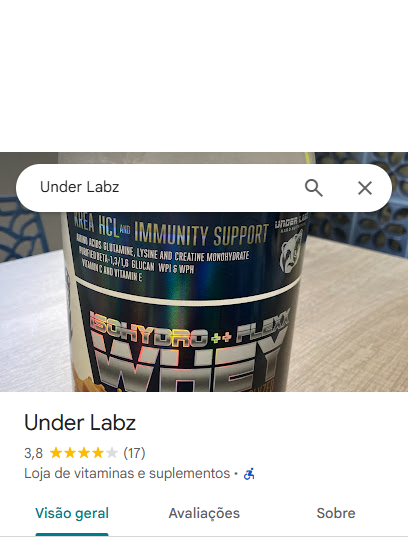 Under Labz
KREA HCL AND IMMUNITY SUPPORT
AMINO ACIDS GLUTAMINE, LYSINE AND CREATINE MONOHYDRATE
PURIFIED BETA-1,3/1,6 GLUCAN WPI & WPH
VITAMIN C AND VITAMIN E
UNDER LABZ
ISOHYDRO++ FLEXX
WHEY
Under Labz
3,8 (17)
Loja de vitaminas e suplementos ·
Visão geral Avaliações Sobre